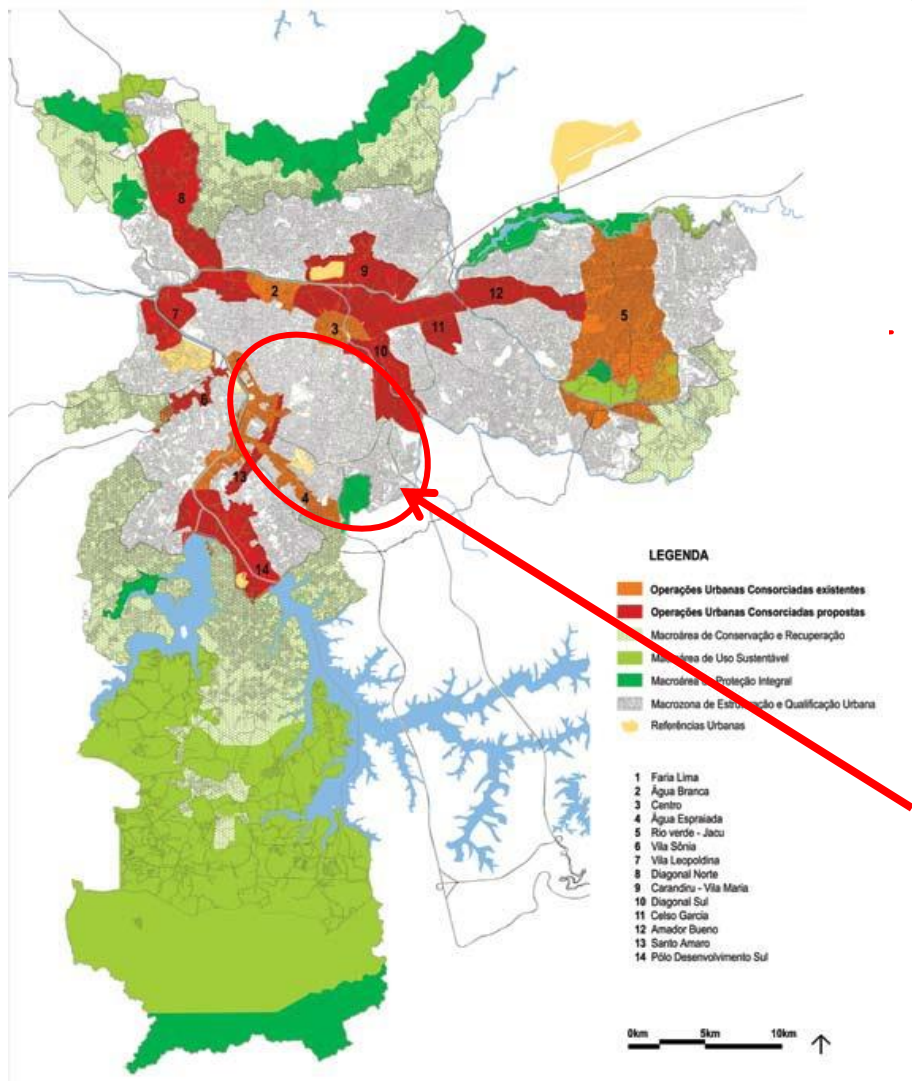 8
9
2
12
7
3
5
11
10
6
1
13
4
14
LEGENDA
Operações Urbanas Consorciadas existentes
Operações Urbanas Consorciadas propostas
Macroárea de Conservação e Recuperação
Macroárea de Uso Sustentável
Macroárea de Proteção Integral
Macrozona de Estruturação e Qualificação Urbana
Referências Urbanas
1 Faria Lima
2 Água Branca
3 Centro
4 Água Espraiada
5 Rio verde - Jacu
6 Vila Sônia
7 Vila Leopoldina
8 Diagonal Norte
9 Carandiru - Vila Maria
10 Diagonal Sul
11 Celso Garcia
12 Amador Bueno
13 Santo Amaro
14 Pólo Desenvolvimento Sul
0km 5km 10km